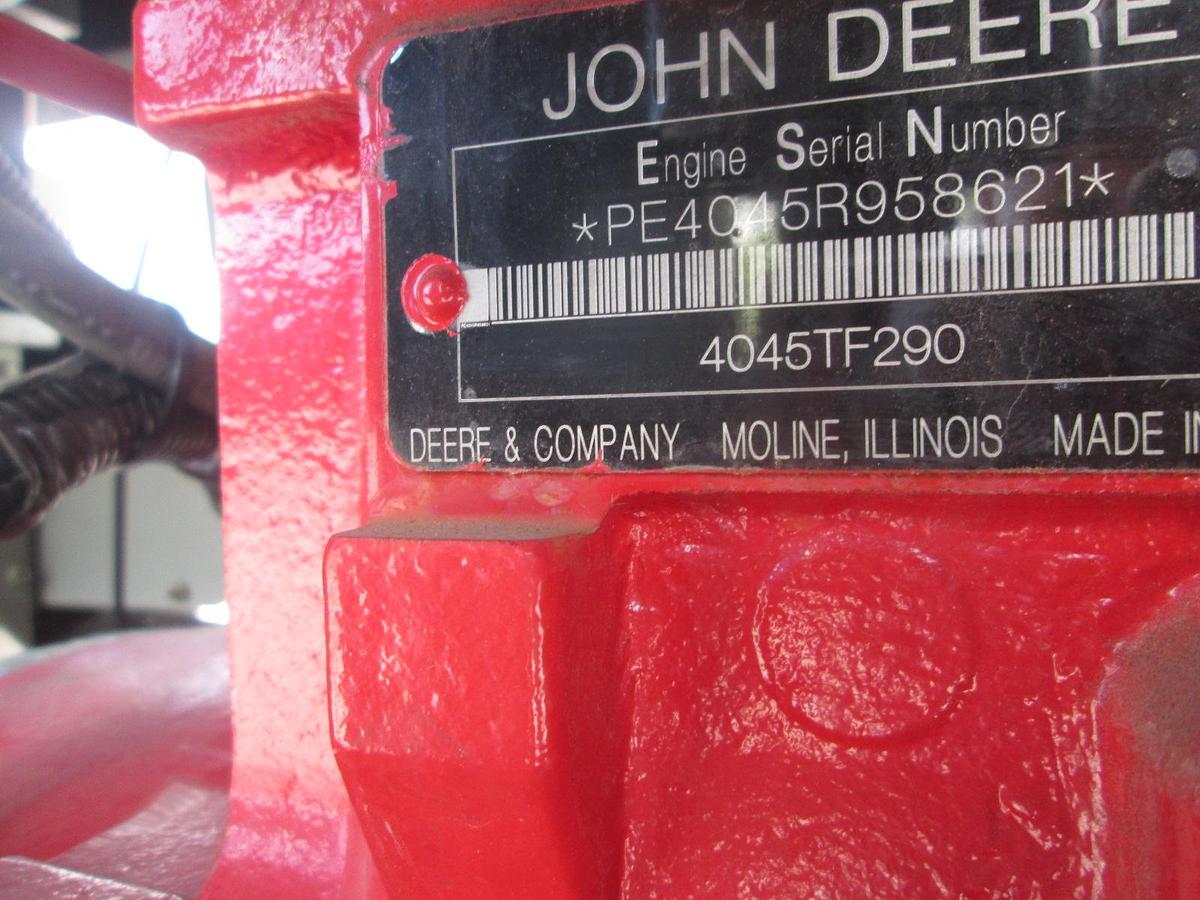 JOHN DEERE
Engine Serial Number
*PE4045R958621*
4045TF290
DEERE & COMPANY MOLINE, ILLINOIS MADE IN